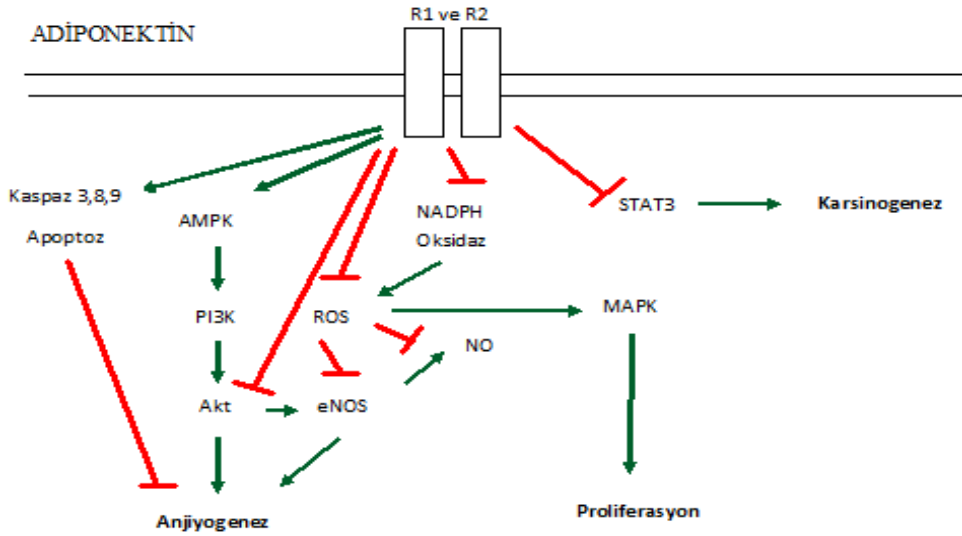 R1 ve R2
ADİPONEKTİN
Kaspaz 3,8,9
Apoptoz
AMPK
NADPH
Oksidaz
STAT3
Karsinogenez
PI3K
ROS
MAPK
NO
Akt
eNOS
Anjiyogenez
Proliferasyon